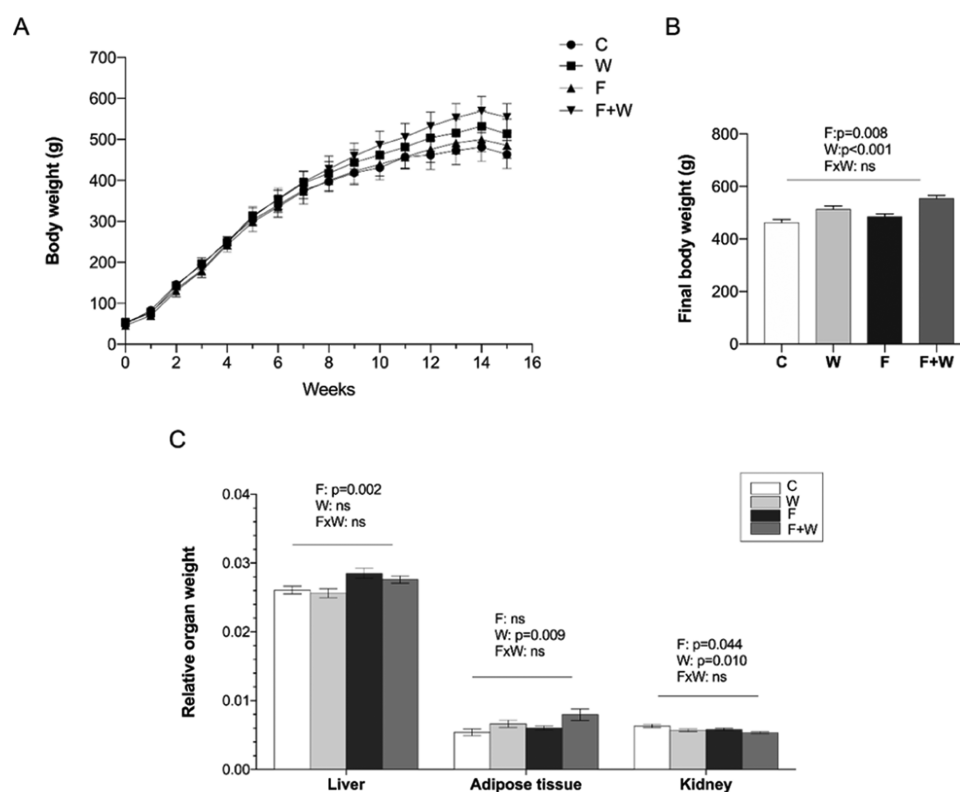 A
700
600
500
400
300
200
100
0
Body weight (g)
0 2 4 6 8 10 12 14 16
Weeks
C
W
F
F+W
B
F:p=0.008
W:p<0.001
FxW: ns
800
600
400
200
0
Final body weight (g)
C W F F+W
C
C
W
F
F+W
0.04
0.03
0.02
0.01
0.00
Relative organ weight
F: p=0.002
W: ns
FxW: ns
F: ns
W: p=0.009
FxW: ns
F: p=0.044
W: p=0.010
FxW: ns
Liver Adipose tissue Kidney